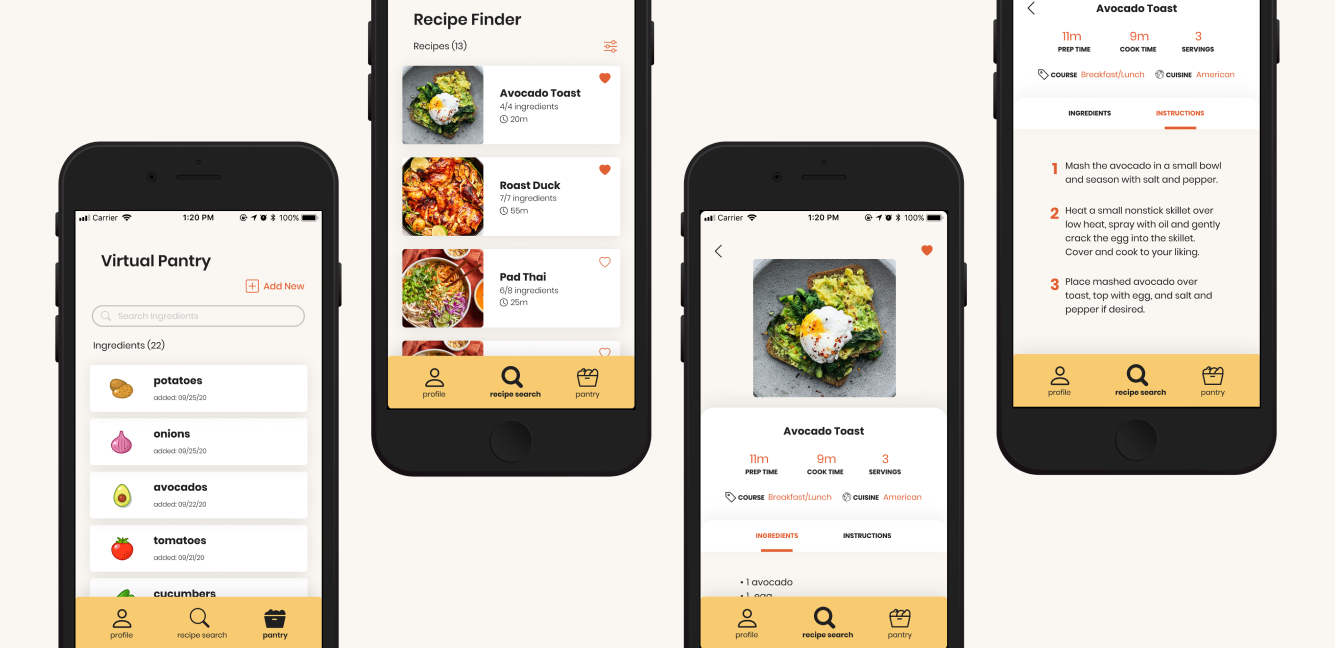 Carrier
1:20 PM
100%
Virtual Pantry
Add New
Search Ingredients
Ingredients (22)
potatoes
added: 09/25/20
onions
added: 09/25/20
avocados
added: 09/22/20
tomatoes
added: 09/21/20
cucumbers
profile
recipe search
pantry
Recipe Finder
Recipes (13)
Avocado Toast
4/4 ingredients
20m
Roast Duck
7/7 ingredients
55m
Pad Thai
6/8 ingredients
25m
profile
recipe search
pantry
Carrier
1:20 PM
100%
Avocado Toast
11m 9m 3
PREP TIME COOK TIME SERVINGS
COURSE Breakfast/Lunch CUISINE American
INGREDIENTS INSTRUCTIONS
• 1 avocado
• 1 egg
profile
recipe search
pantry
Avocado Toast
11m 9m 3
PREP TIME COOK TIME SERVINGS
COURSE Breakfast/Lunch CUISINE American
INGREDIENTS INSTRUCTIONS
1 Mash the avocado in a small bowl
and season with salt and pepper.
2 Heat a small nonstick skillet over
low heat, spray with oil and gently
crack the egg into the skillet.
Cover and cook to your liking.
3 Place mashed avocado over
toast, top with egg, and salt and
pepper if desired.
profile
recipe search
pantry